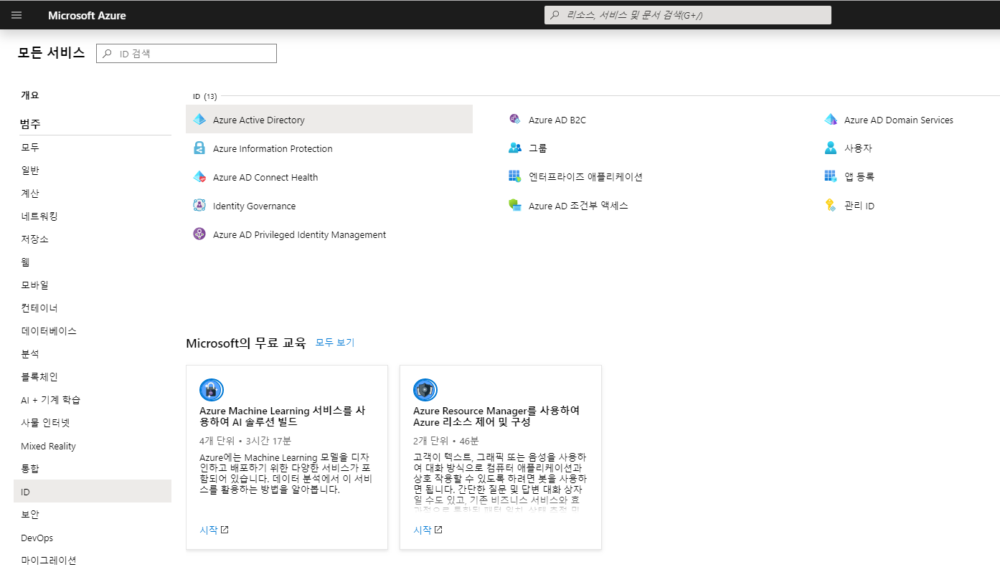 Microsoft Azure
리소스, 서비스 및 문서 검색(G+/)
모든 서비스
ID 검색
개요
범주
모두
일반
계산
네트워킹
저장소
웹
모바일
컨테이너
데이터베이스
분석
블록체인
AI + 기계 학습
사물 인터넷
Mixed Reality
통합
ID
보안
DevOps
마이그레이션
ID (13)
Azure Active Directory
Azure AD B2C
Azure AD Domain Services
Azure Information Protection
그룹
사용자
Azure AD Connect Health
엔터프라이즈 애플리케이션
앱 등록
Identity Governance
Azure AD 조건부 액세스
관리 ID
Azure AD Privileged Identity Management
Microsoft의 무료 교육 모두 보기
Azure Machine Learning 서비스를 사
용하여 AI 솔루션 빌드
4개 단위 • 3시간 17분
Azure에는 Machine Learning 모델을 디자
인하고 배포하기 위한 다양한 서비스가 포
함되어 있습니다. 데이터 분석에서 이 서비
스를 활용하는 방법을 알아봅니다.
시작
Azure Resource Manager를 사용하여
Azure 리소스 제어 및 구성
2개 단위 • 46분
고객이 텍스트, 그래픽 또는 음성을 사용하
여 대화 방식으로 컴퓨터 애플리케이션과
상호 작용할 수 있도록 하려면 봇을 사용하
면 됩니다. 간단한 질문 및 답변 대화 상자
일 수도 있고, 기존 비즈니스 서비스와 효
과적으로 통합된 패턴 일치, 상태 추적 및
시작